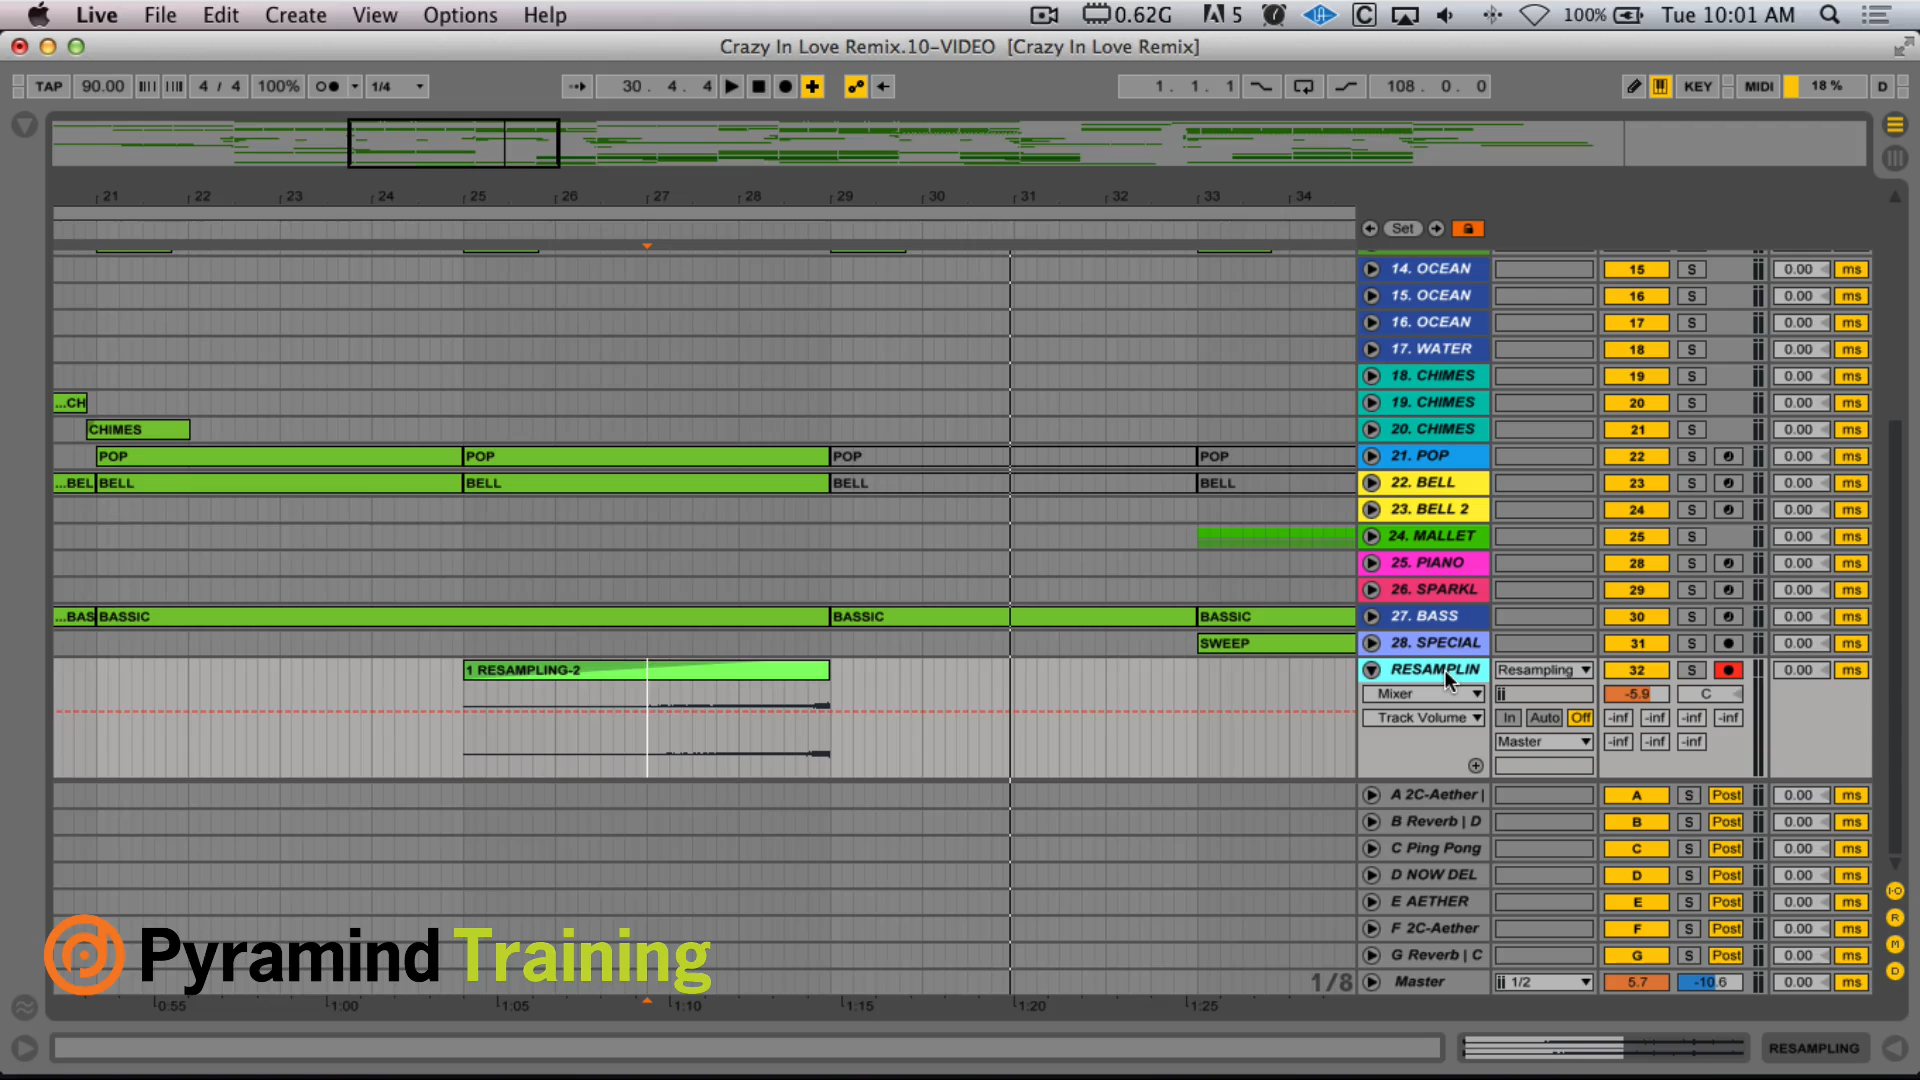 Live File Edit Create View Options Help 0.62G 5 100% Tue 10:01 AM
Crazy In Love Remix.10-VIDEO [Crazy In Love Remix]
TAP 90.00 4 / 4 100% 1/4 30. 4. 4 1. 1. 1 108. 0. 0 KEY MIDI 18 % D
21 22 23 24 25 26 27 28 29 30 31 32 33 34
Set
14. OCEAN 15 S 0.00 ms
15. OCEAN 16 S 0.00 ms
16. OCEAN 17 S 0.00 ms
17. WATER 18 S 0.00 ms
18. CHIMES 19 S 0.00 ms
...CH 19. CHIMES 20 S 0.00 ms
CHIMES 20. CHIMES 21 S 0.00 ms
POP POP POP POP 21. POP 22 S 0.00 ms
...BEL BELL BELL BELL BELL 22. BELL 23 S 0.00 ms
23. BELL 2 24 S 0.00 ms
24. MALLET 25 S 0.00 ms
25. PIANO 28 S 0.00 ms
26. SPARKL 29 S 0.00 ms
...BAS BASSIC BASSIC BASSIC 27. BASS 30 S 0.00 ms
SWEEP 28. SPECIAL 31 S 0.00 ms
1 RESAMPLING-2 RESAMPLIN Resampling 32 S 0.00 ms
Mixer -5.9 C
Track Volume In Auto Off -inf -inf -inf -inf
Master -inf -inf -inf
A 2C-Aether | A S Post 0.00 ms
B Reverb | D B S Post 0.00 ms
C Ping Pong C S Post 0.00 ms
D NOW DEL D S Post 0.00 ms
E AETHER E S Post 0.00 ms
F 2C-Aether F S Post 0.00 ms
G Reverb | C G S Post 0.00 ms
Pyramind Training
1/8 Master 1/2 5.7 -10.6 0.00 ms
I·O
R
M
D
0:55 1:00 1:05 1:10 1:15 1:20 1:25
RESAMPLING